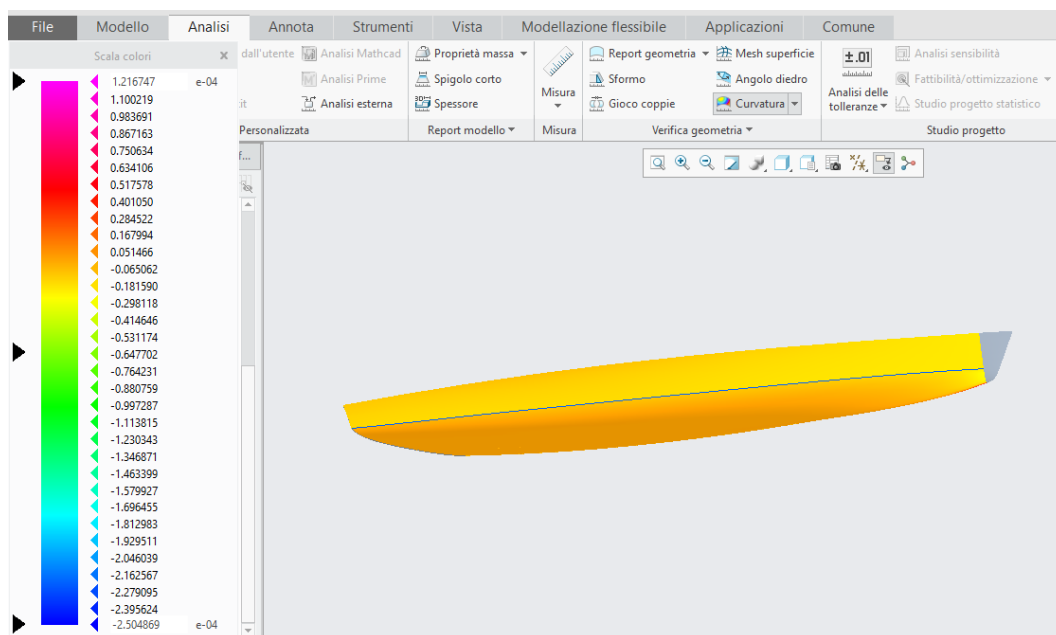 File Modello Analisi Annota Strumenti Vista Modellazione flessibile Applicazioni Comune
Scala colori x
dall'utente Analisi Mathcad
Analisi Prime
it Analisi esterna
Personalizzata
Proprietà massa
Spigolo corto
Spessore
Report modello
Misura
Misura
Report geometria Mesh superficie
Sformo Angolo diedro
Gioco coppie Curvatura
Verifica geometria
±.01
Analisi delle
tolleranze
Analisi sensibilità
Fattibilità/ottimizzazione
Studio progetto statistico
Studio progetto
f...
1.216747 e-04
1.100219
0.983691
0.867163
0.750634
0.634106
0.517578
0.401050
0.284522
0.167994
0.051466
-0.065062
-0.181590
-0.298118
-0.414646
-0.531174
-0.647702
-0.764231
-0.880759
-0.997287
-1.113815
-1.230343
-1.346871
-1.463399
-1.579927
-1.696455
-1.812983
-1.929511
-2.046039
-2.162567
-2.279095
-2.395624
-2.504869 e-04